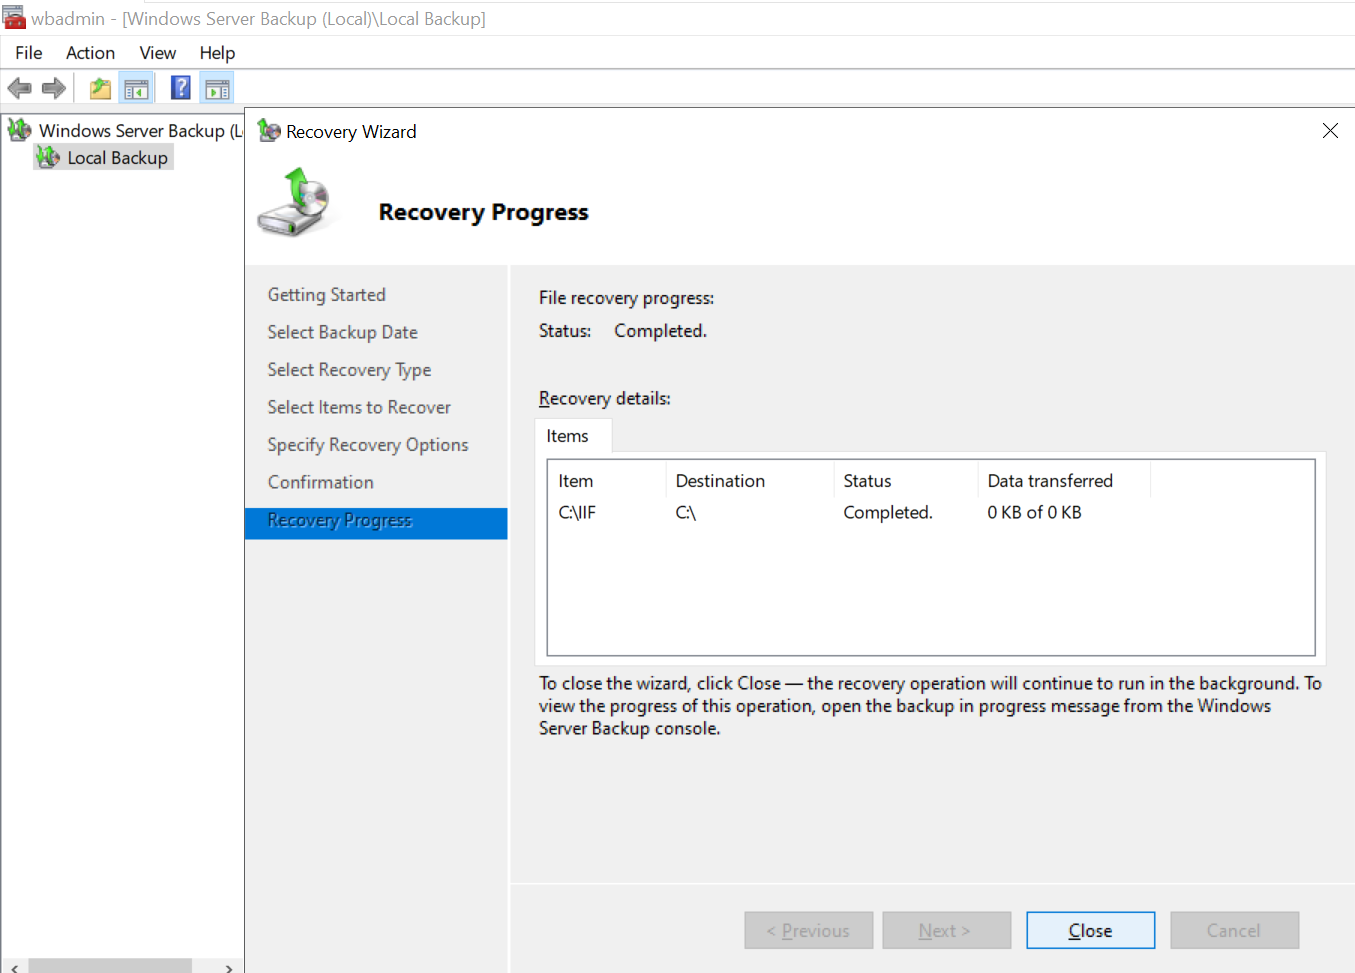 wbadmin - [Windows Server Backup (Local)\Local Backup]
File Action View Help
Windows Server Backup (L
Local Backup
Recovery Wizard
Recovery Progress
Getting Started
Select Backup Date
Select Recovery Type
Select Items to Recover
Specify Recovery Options
Confirmation
Recovery Progress
File recovery progress:
Status: Completed.
Recovery details:
Items
Item Destination Status Data transferred
C:\IIF C:\ Completed. 0 KB of 0 KB
To close the wizard, click Close — the recovery operation will continue to run in the background. To
view the progress of this operation, open the backup in progress message from the Windows
Server Backup console.
< Previous Next > Close Cancel